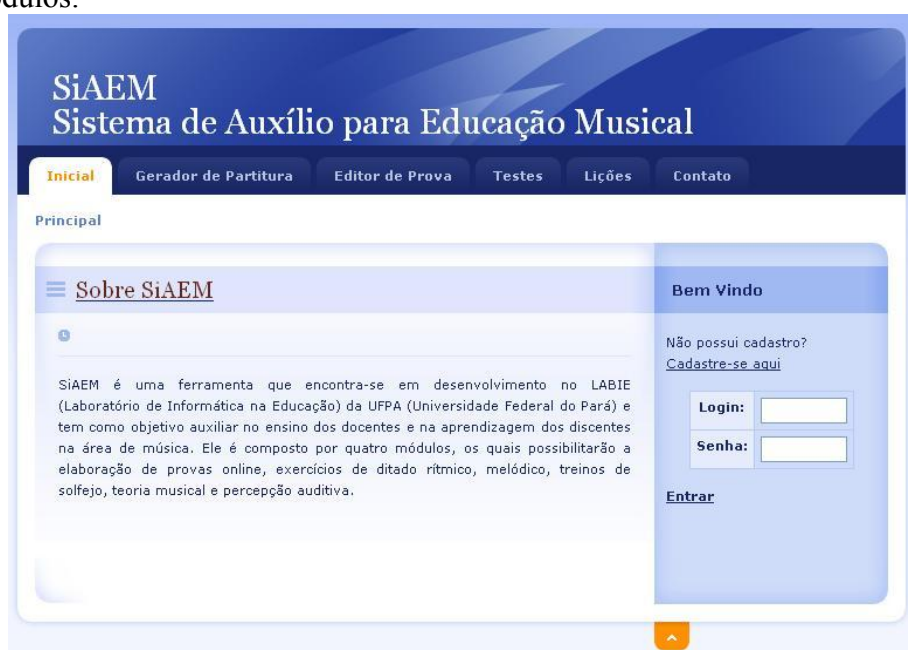 SiAEM
Sistema de Auxílio para Educação Musical
Inicial Gerador de Partitura Editor de Prova Testes Lições Contato
Principal
Sobre SiAEM
SiAEM é uma ferramenta que encontra-se em desenvolvimento no LABIE
(Laboratório de Informática na Educação) da UFPA (Universidade Federal do Pará) e
tem como objetivo auxiliar no ensino dos docentes e na aprendizagem dos discentes
na área de música. Ele é composto por quatro módulos, os quais possibilitarão a
elaboração de provas online, exercícios de ditado rítmico, melódico, treinos de
solfejo, teoria musical e percepção auditiva.
Bem Vindo
Não possui cadastro?
Cadastre-se aqui
Login:
Senha:
Entrar